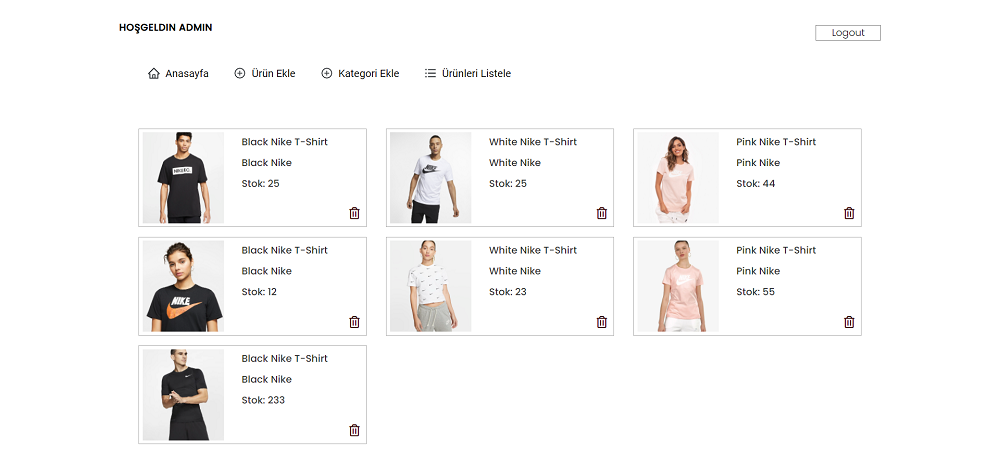 HOŞGELDIN ADMIN
Logout
Anasayfa
Ürün Ekle
Kategori Ekle
Ürünleri Listele
Black Nike T-Shirt
Black Nike
Stok: 25
White Nike T-Shirt
White Nike
Stok: 25
Pink Nike T-Shirt
Pink Nike
Stok: 44
Black Nike T-Shirt
Black Nike
Stok: 12
NIKE
White Nike T-Shirt
White Nike
Stok: 23
Pink Nike T-Shirt
Pink Nike
Stok: 55
Black Nike T-Shirt
Black Nike
Stok: 233